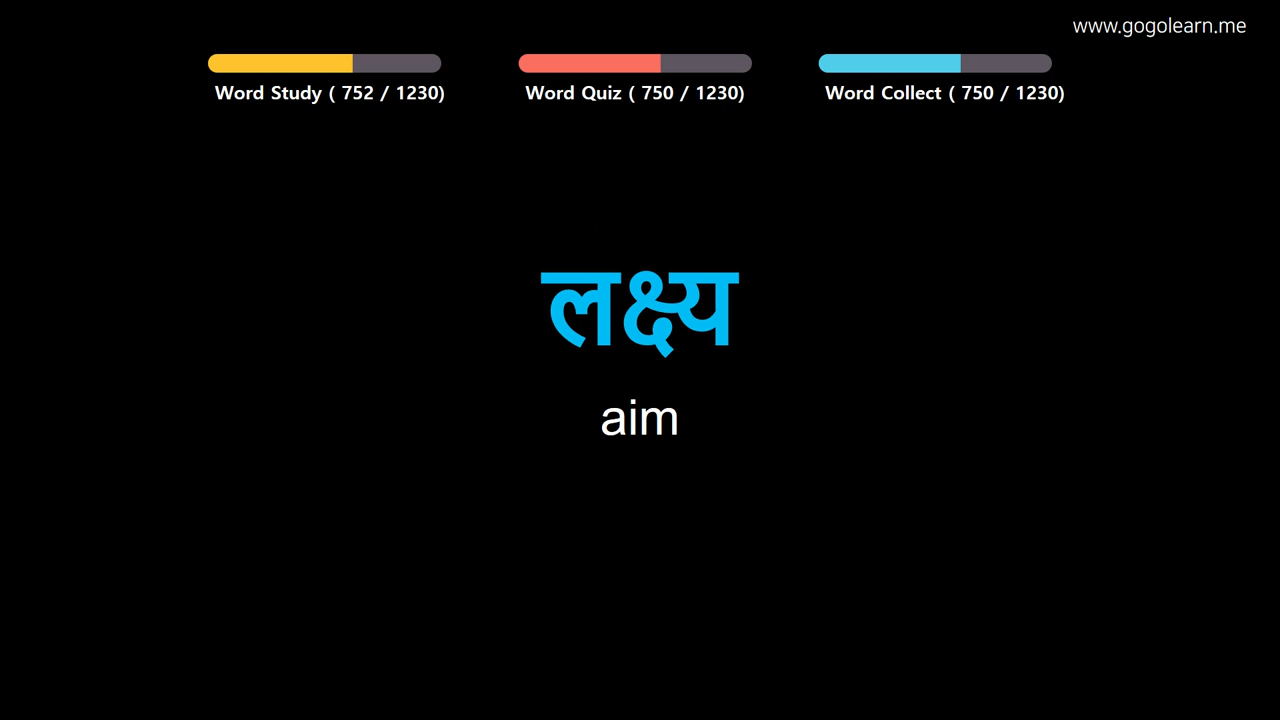 www.gogolearn.me
Word Study ( 752 / 1230)
Word Quiz ( 750 / 1230)
Word Collect ( 750 / 1230)
लक्ष्य
aim